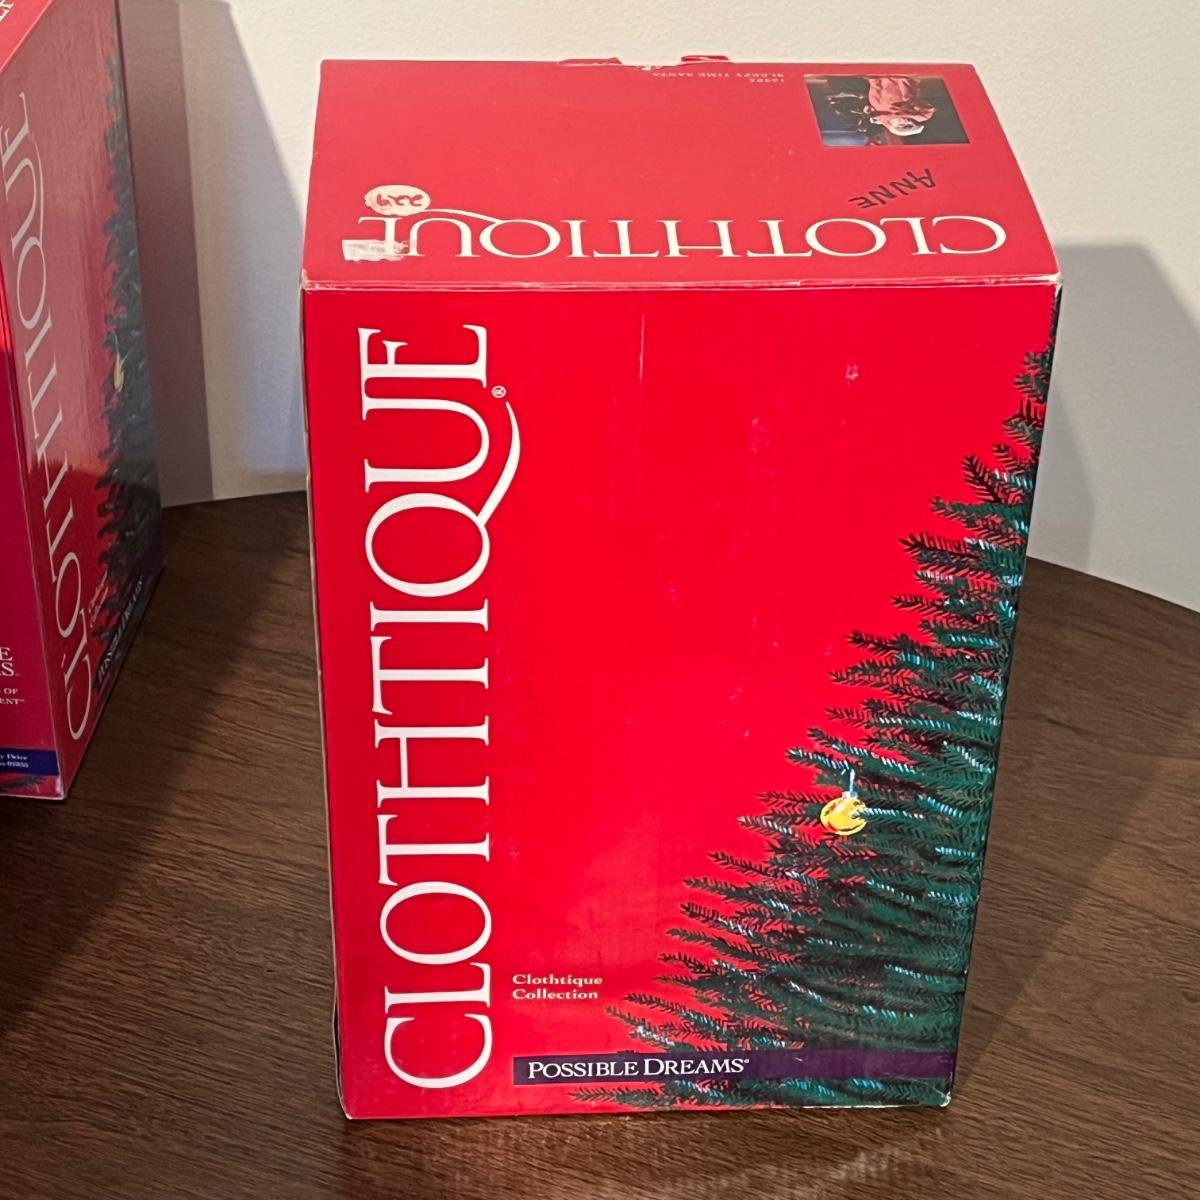 SLEEPY TIME SANTA
ANNE
229
CLOTHTIQUE
CLOTHTIQUE®
Clothtique
Collection
POSSIBLE DREAMS®
CLOTHTIQUE